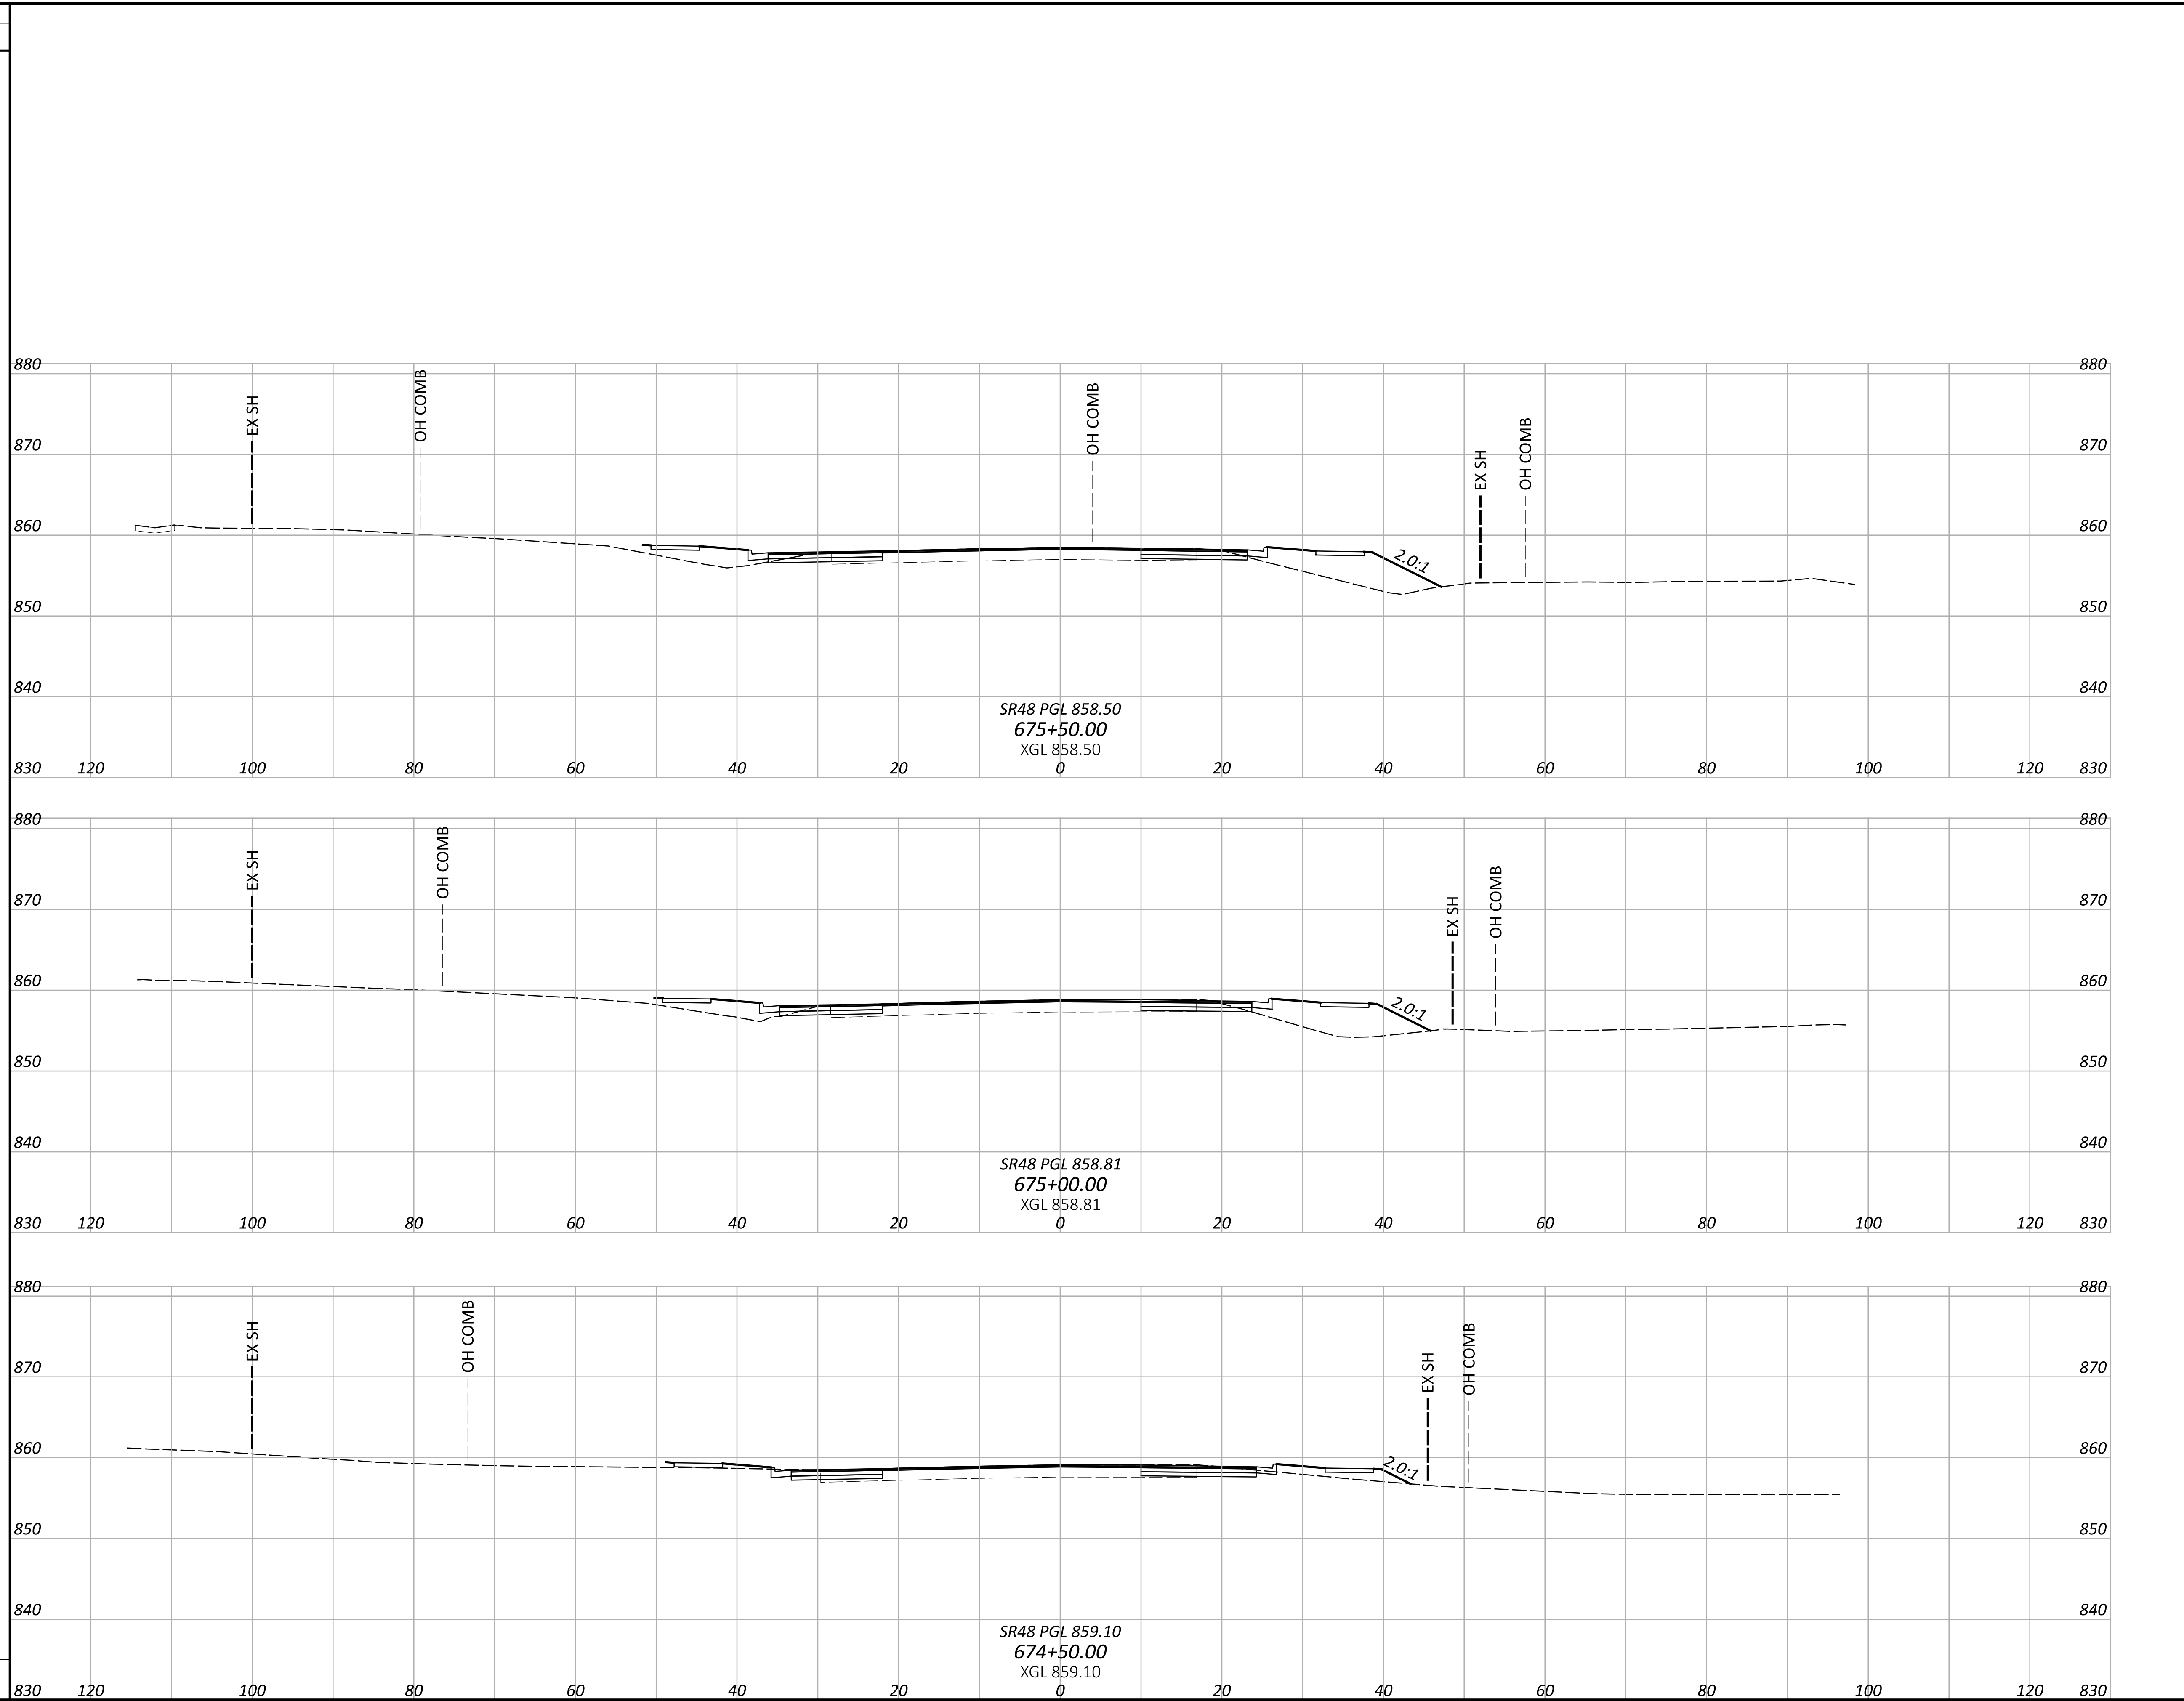 880 880
EX SH
OH COMB
OH COMB
EX SH
OH COMB
870 870
860 860
2.0:1
850 850
840 840
SR48 PGL 858.50
675+50.00
XGL 858.50
830 120 100 80 60 40 20 0 20 40 60 80 100 120 830
880 880
EX SH
OH COMB
EX SH
OH COMB
870 870
860 860
2.0:1
850 850
840 840
SR48 PGL 858.81
675+00.00
XGL 858.81
830 120 100 80 60 40 20 0 20 40 60 80 100 120 830
880 880
EX SH
OH COMB
EX SH
OH COMB
870 870
860 860
2.0:1
850 850
840 840
SR48 PGL 859.10
674+50.00
XGL 859.10
830 120 100 80 60 40 20 0 20 40 60 80 100 120 830